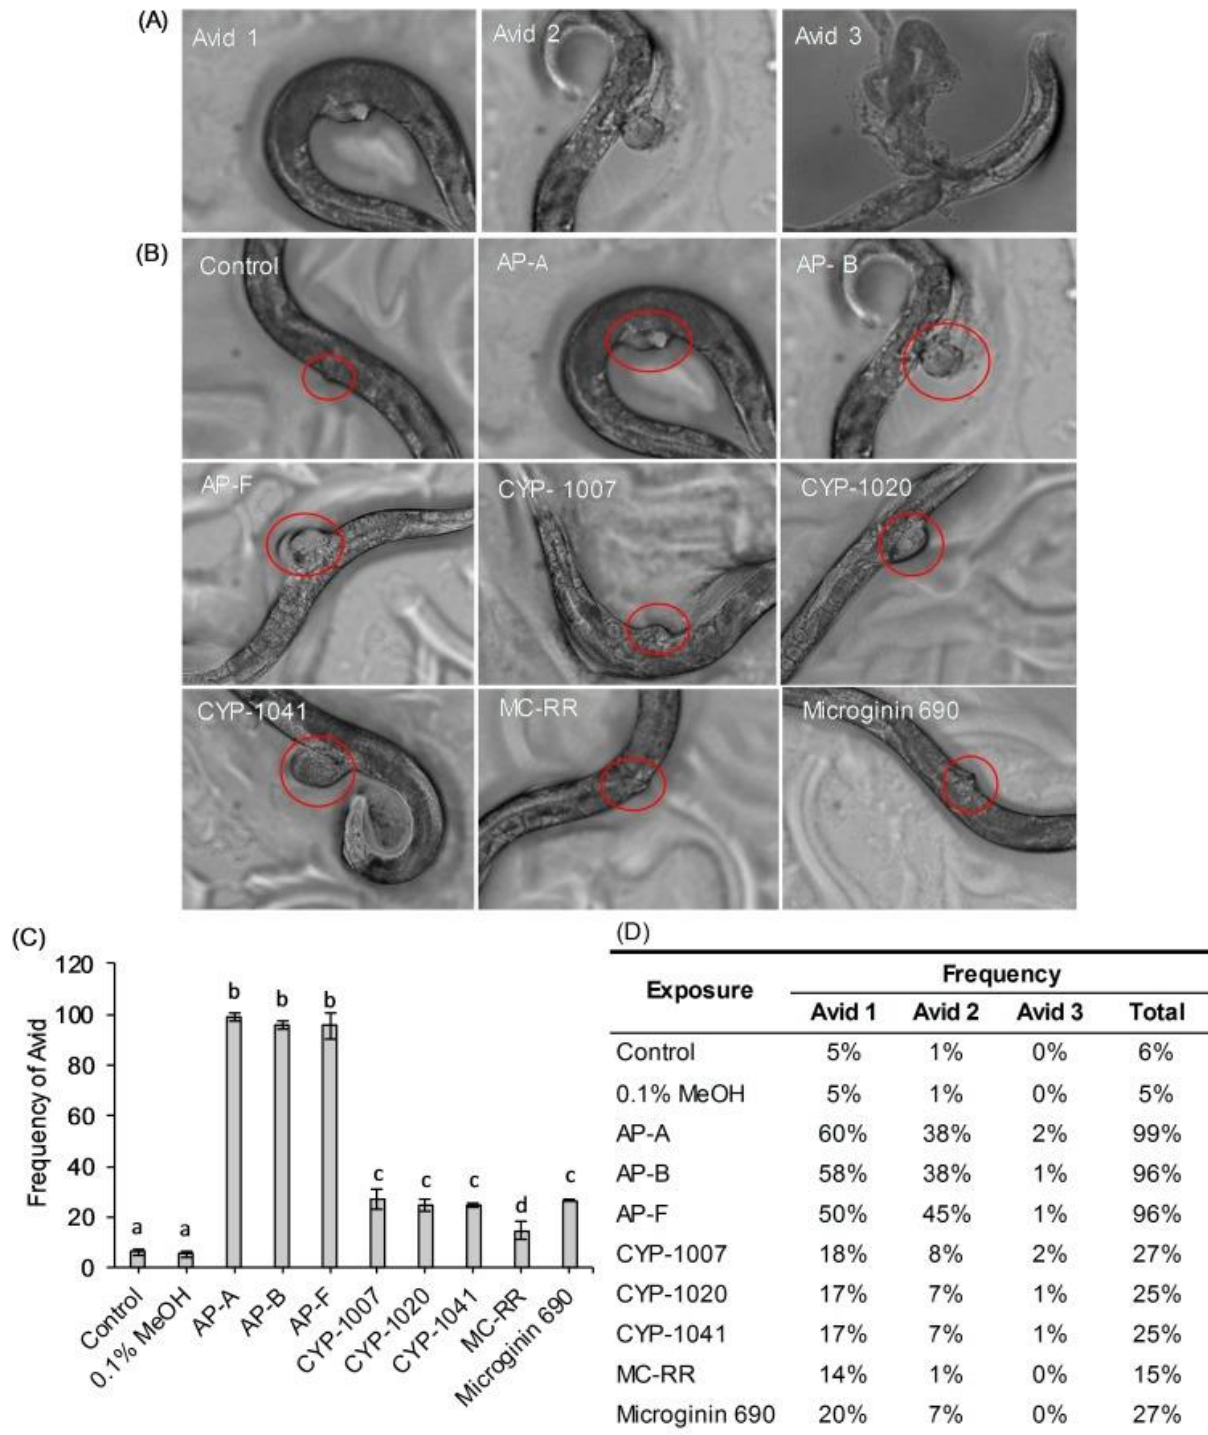 (A)
Avid 1
Avid 2
Avid 3
(B)
Control
AP-A
AP- B
AP-F
CYP- 1007
CYP-1020
CYP-1041
MC-RR
Microginin 690
(C)
Frequency of Avid
120
100
80
60
40
20
0
a
a
b
b
b
c
c
c
d
c
Control
0.1% MeOH
AP-A
AP-B
AP-F
CYP-1007
CYP-1020
CYP-1041
MC-RR
Microginin 690
(D)
Exposure Frequency
Avid 1 Avid 2 Avid 3 Total
Control 5% 1% 0% 6%
0.1% MeOH 5% 1% 0% 5%
AP-A 60% 38% 2% 99%
AP-B 58% 38% 1% 96%
AP-F 50% 45% 1% 96%
CYP-1007 18% 8% 2% 27%
CYP-1020 17% 7% 1% 25%
CYP-1041 17% 7% 1% 25%
MC-RR 14% 1% 0% 15%
Microginin 690 20% 7% 0% 27%